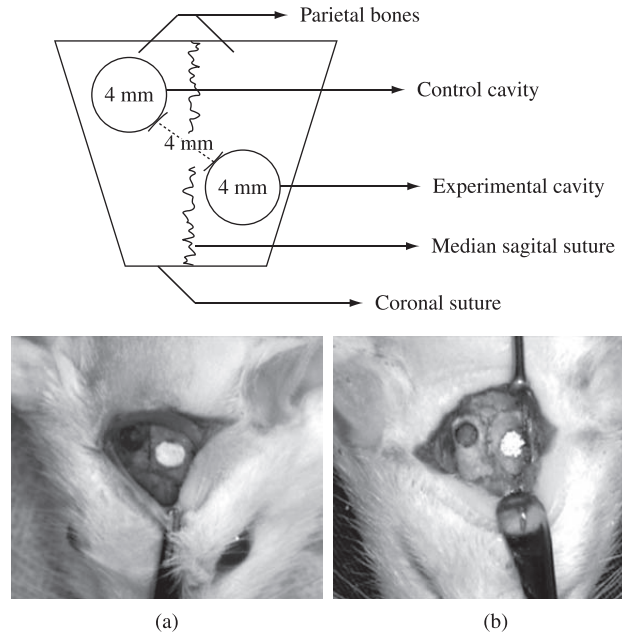 Parietal bones
4 mm
Control cavity
4 mm
4 mm
Experimental cavity
Median sagital suture
Coronal suture
(a)
(b)